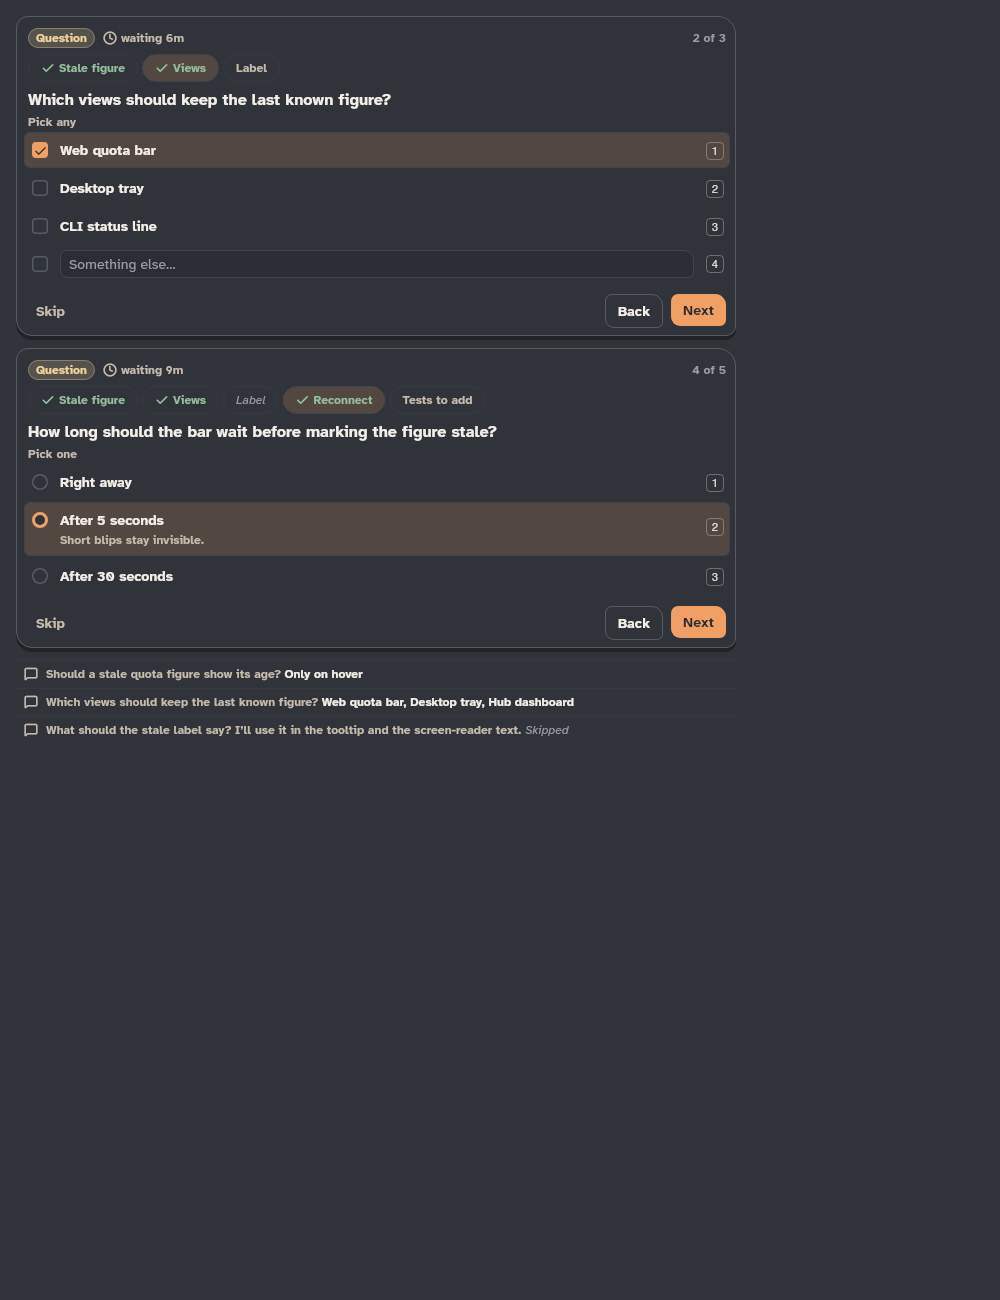 Question waiting 6m 2 of 3
Stale figure Views Label
Which views should keep the last known figure?
Pick any
Web quota bar 1
Desktop tray 2
CLI status line 3
Something else... 4
Skip Back Next
Question waiting 9m 4 of 5
Stale figure Views Label Reconnect Tests to add
How long should the bar wait before marking the figure stale?
Pick one
Right away 1
After 5 seconds 2
Short blips stay invisible.
After 30 seconds 3
Skip Back Next
Should a stale quota figure show its age? Only on hover
Which views should keep the last known figure? Web quota bar, Desktop tray, Hub dashboard
What should the stale label say? I'll use it in the tooltip and the screen-reader text. Skipped